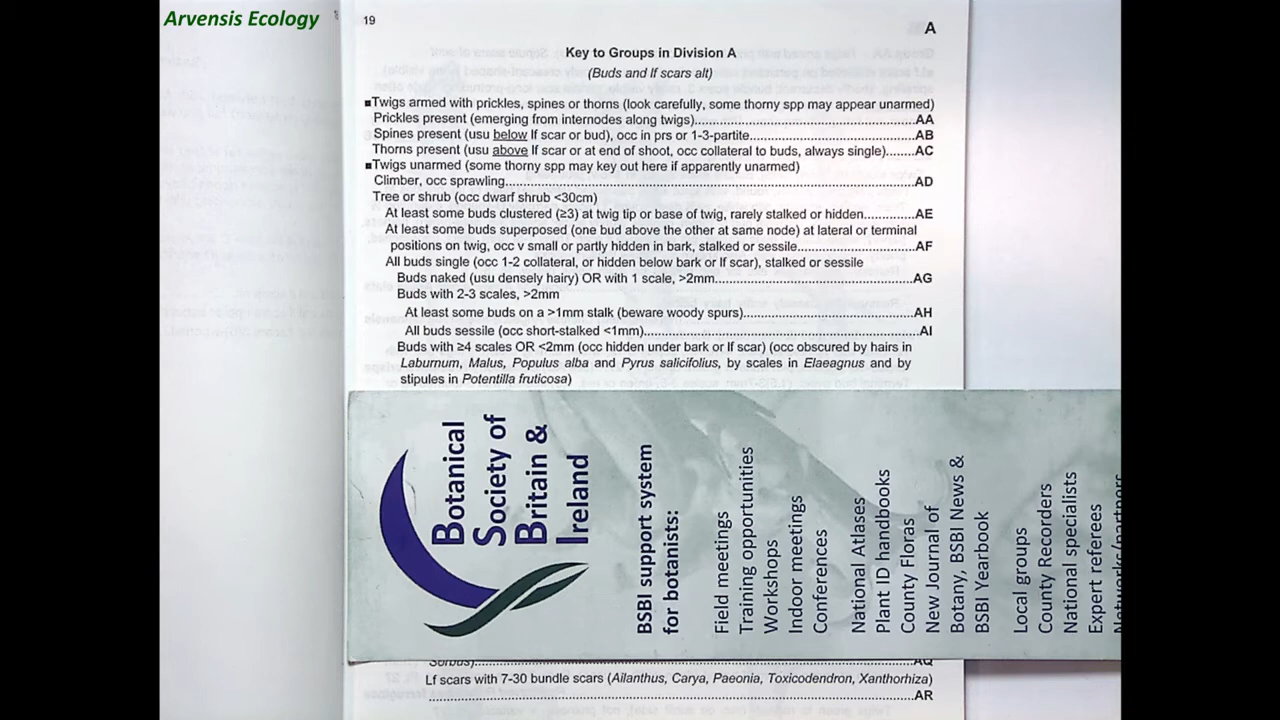 Arvensis Ecology
19
A
Key to Groups in Division A
(Buds and lf scars alt)
■Twigs armed with prickles, spines or thorns (look carefully, some thorny spp may appear unarmed)
Prickles present (emerging from internodes along twigs)..........AA
Spines present (usu below lf scar or bud), occ in prs or 1-3-partite..........AB
Thorns present (usu above lf scar or at end of shoot, occ collateral to buds, always single)........AC
■Twigs unarmed (some thorny spp may key out here if apparently unarmed)
Climber, occ sprawling..........AD
Tree or shrub (occ dwarf shrub <30cm)
At least some buds clustered (≥3) at twig tip or base of twig, rarely stalked or hidden.............AE
At least some buds superposed (one bud above the other at same node) at lateral or terminal
positions on twig, occ v small or partly hidden in bark, stalked or sessile..........AF
All buds single (occ 1-2 collateral, or hidden below bark or lf scar), stalked or sessile
Buds naked (usu densely hairy) OR with 1 scale, >2mm..........AG
Buds with 2-3 scales, >2mm
At least some buds on a >1mm stalk (beware woody spurs)..........AH
All buds sessile (occ short-stalked <1mm)..........AI
Buds with ≥4 scales OR <2mm (occ hidden under bark or lf scar) (occ obscured by hairs in
Laburnum, Malus, Populus alba and Pyrus salicifolius, by scales in Elaeagnus and by
stipules in Potentilla fruticosa)
Botanical
Society of
Britain &
Ireland
BSBI support system
for botanists:
Field meetings
Training opportunities
Workshops
Indoor meetings
Conferences
National Atlases
Plant ID handbooks
County Floras
New Journal of
Botany, BSBI News &
BSBI Yearbook
Local groups
County Recorders
National specialists
Expert referees
Sorbus)..........AQ
Lf scars with 7-30 bundle scars (Ailanthus, Carya, Paeonia, Toxicodendron, Xanthorhiza)
..........AR